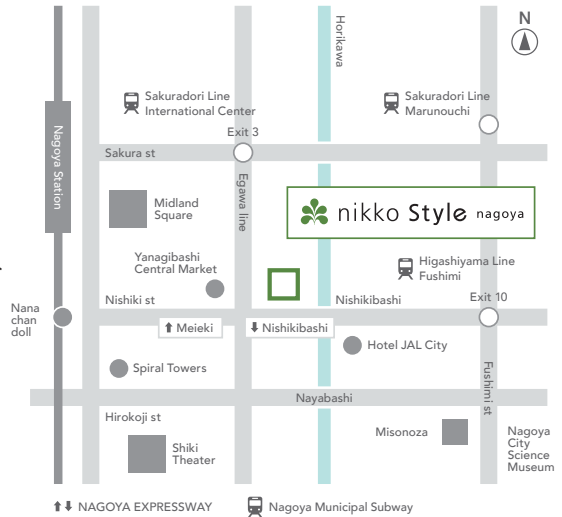 N
Horikawa
Sakuradori Line
International Center
Sakuradori Line
Marunouchi
Exit 3
Nagoya Station
Sakura st
Egawa line
Midland
Square
nikko Style nagoya
Yanagibashi
Central Market
Higashiyama Line
Fushimi
Nana
chan
doll
Nishiki st
Nishikibashi
Exit 10
⬆ Meieki
⬇ Nishikibashi
Hotel JAL City
Spiral Towers
Fushimi st
Nayabashi
Hirokoji st
Misonoza
Nagoya
City
Science
Museum
Shiki
Theater
⬆⬇ NAGOYA EXPRESSWAY
Nagoya Municipal Subway